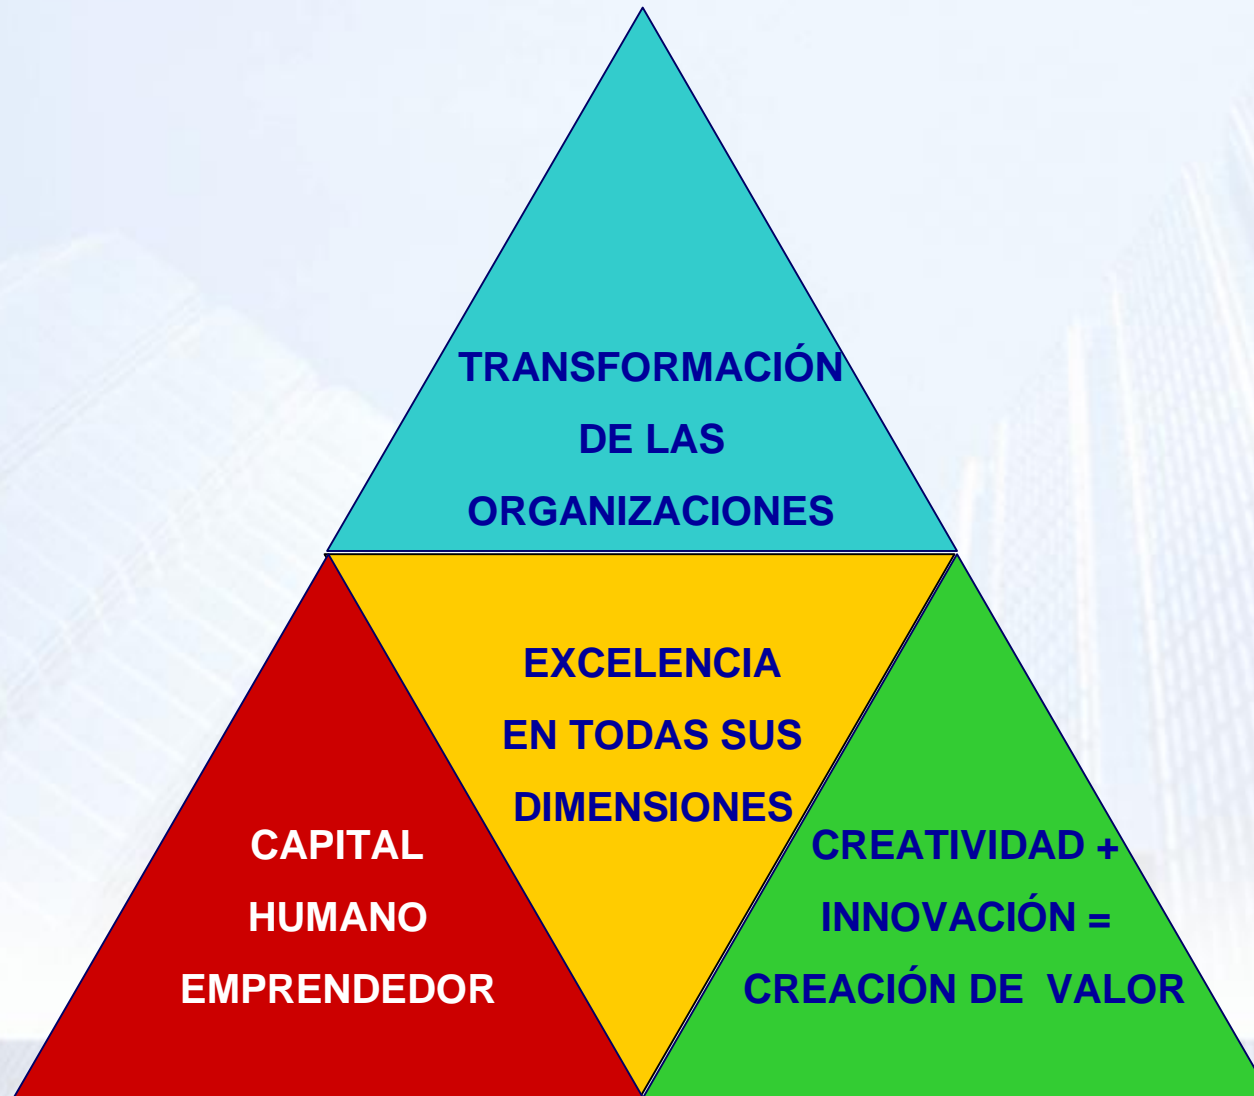 TRANSFORMACIÓN
DE LAS
ORGANIZACIONES
EXCELENCIA
EN TODAS SUS
DIMENSIONES
CAPITAL
HUMANO
EMPRENDEDOR
CREATIVIDAD +
INNOVACIÓN =
CREACIÓN DE  VALOR